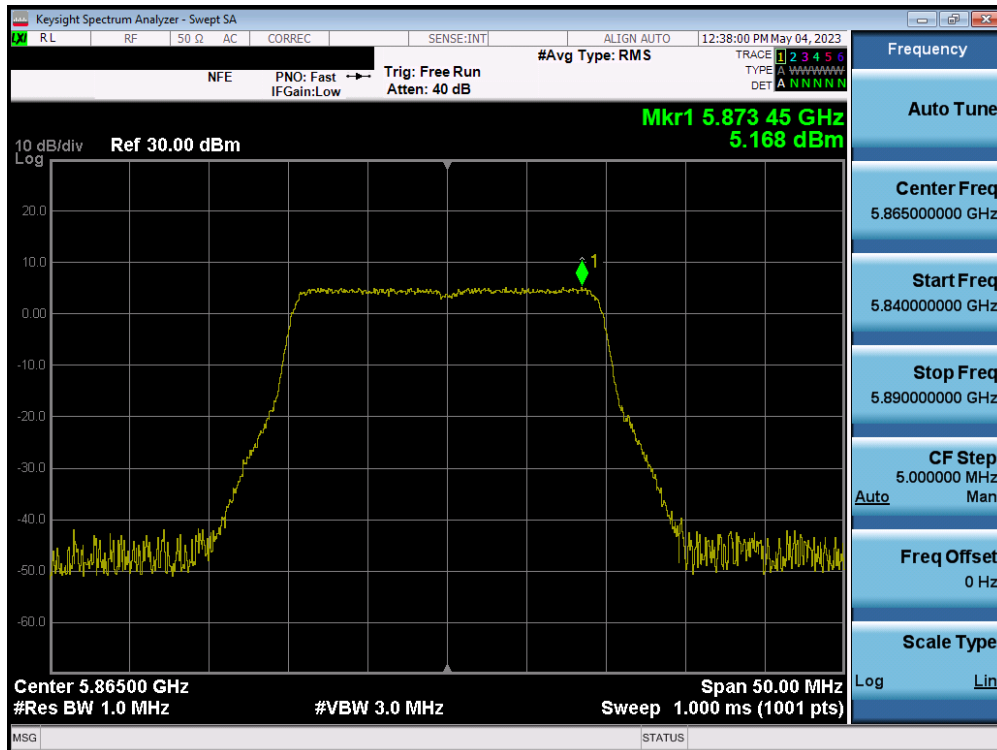 Keysight Spectrum Analyzer - Swept SA
LXI RL RF 50 Ω AC CORREC SENSE:INT ALIGN AUTO 12:38:00 PM May 04, 2023
NFE PNO: Fast Trig: Free Run #Avg Type: RMS TRACE 1 2 3 4 5 6
IFGain:Low Atten: 40 dB TYPE A WWWWWW
DET A N N N N N
Mkr1 5.873 45 GHz
5.168 dBm
10 dB/div Ref 30.00 dBm
Log
20.0
10.0
0.00
-10.0
-20.0
-30.0
-40.0
-50.0
-60.0
1
Center 5.86500 GHz Span 50.00 MHz
#Res BW 1.0 MHz #VBW 3.0 MHz Sweep 1.000 ms (1001 pts)
MSG STATUS
Frequency
Auto Tune
Center Freq
5.865000000 GHz
Start Freq
5.840000000 GHz
Stop Freq
5.890000000 GHz
CF Step
5.000000 MHz
Auto Man
Freq Offset
0 Hz
Scale Type
Log Lin